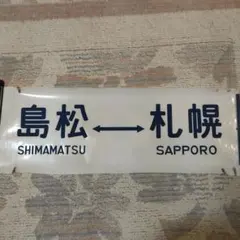 島松 ↔ 札幌
SHIMAMATSU SAPPORO